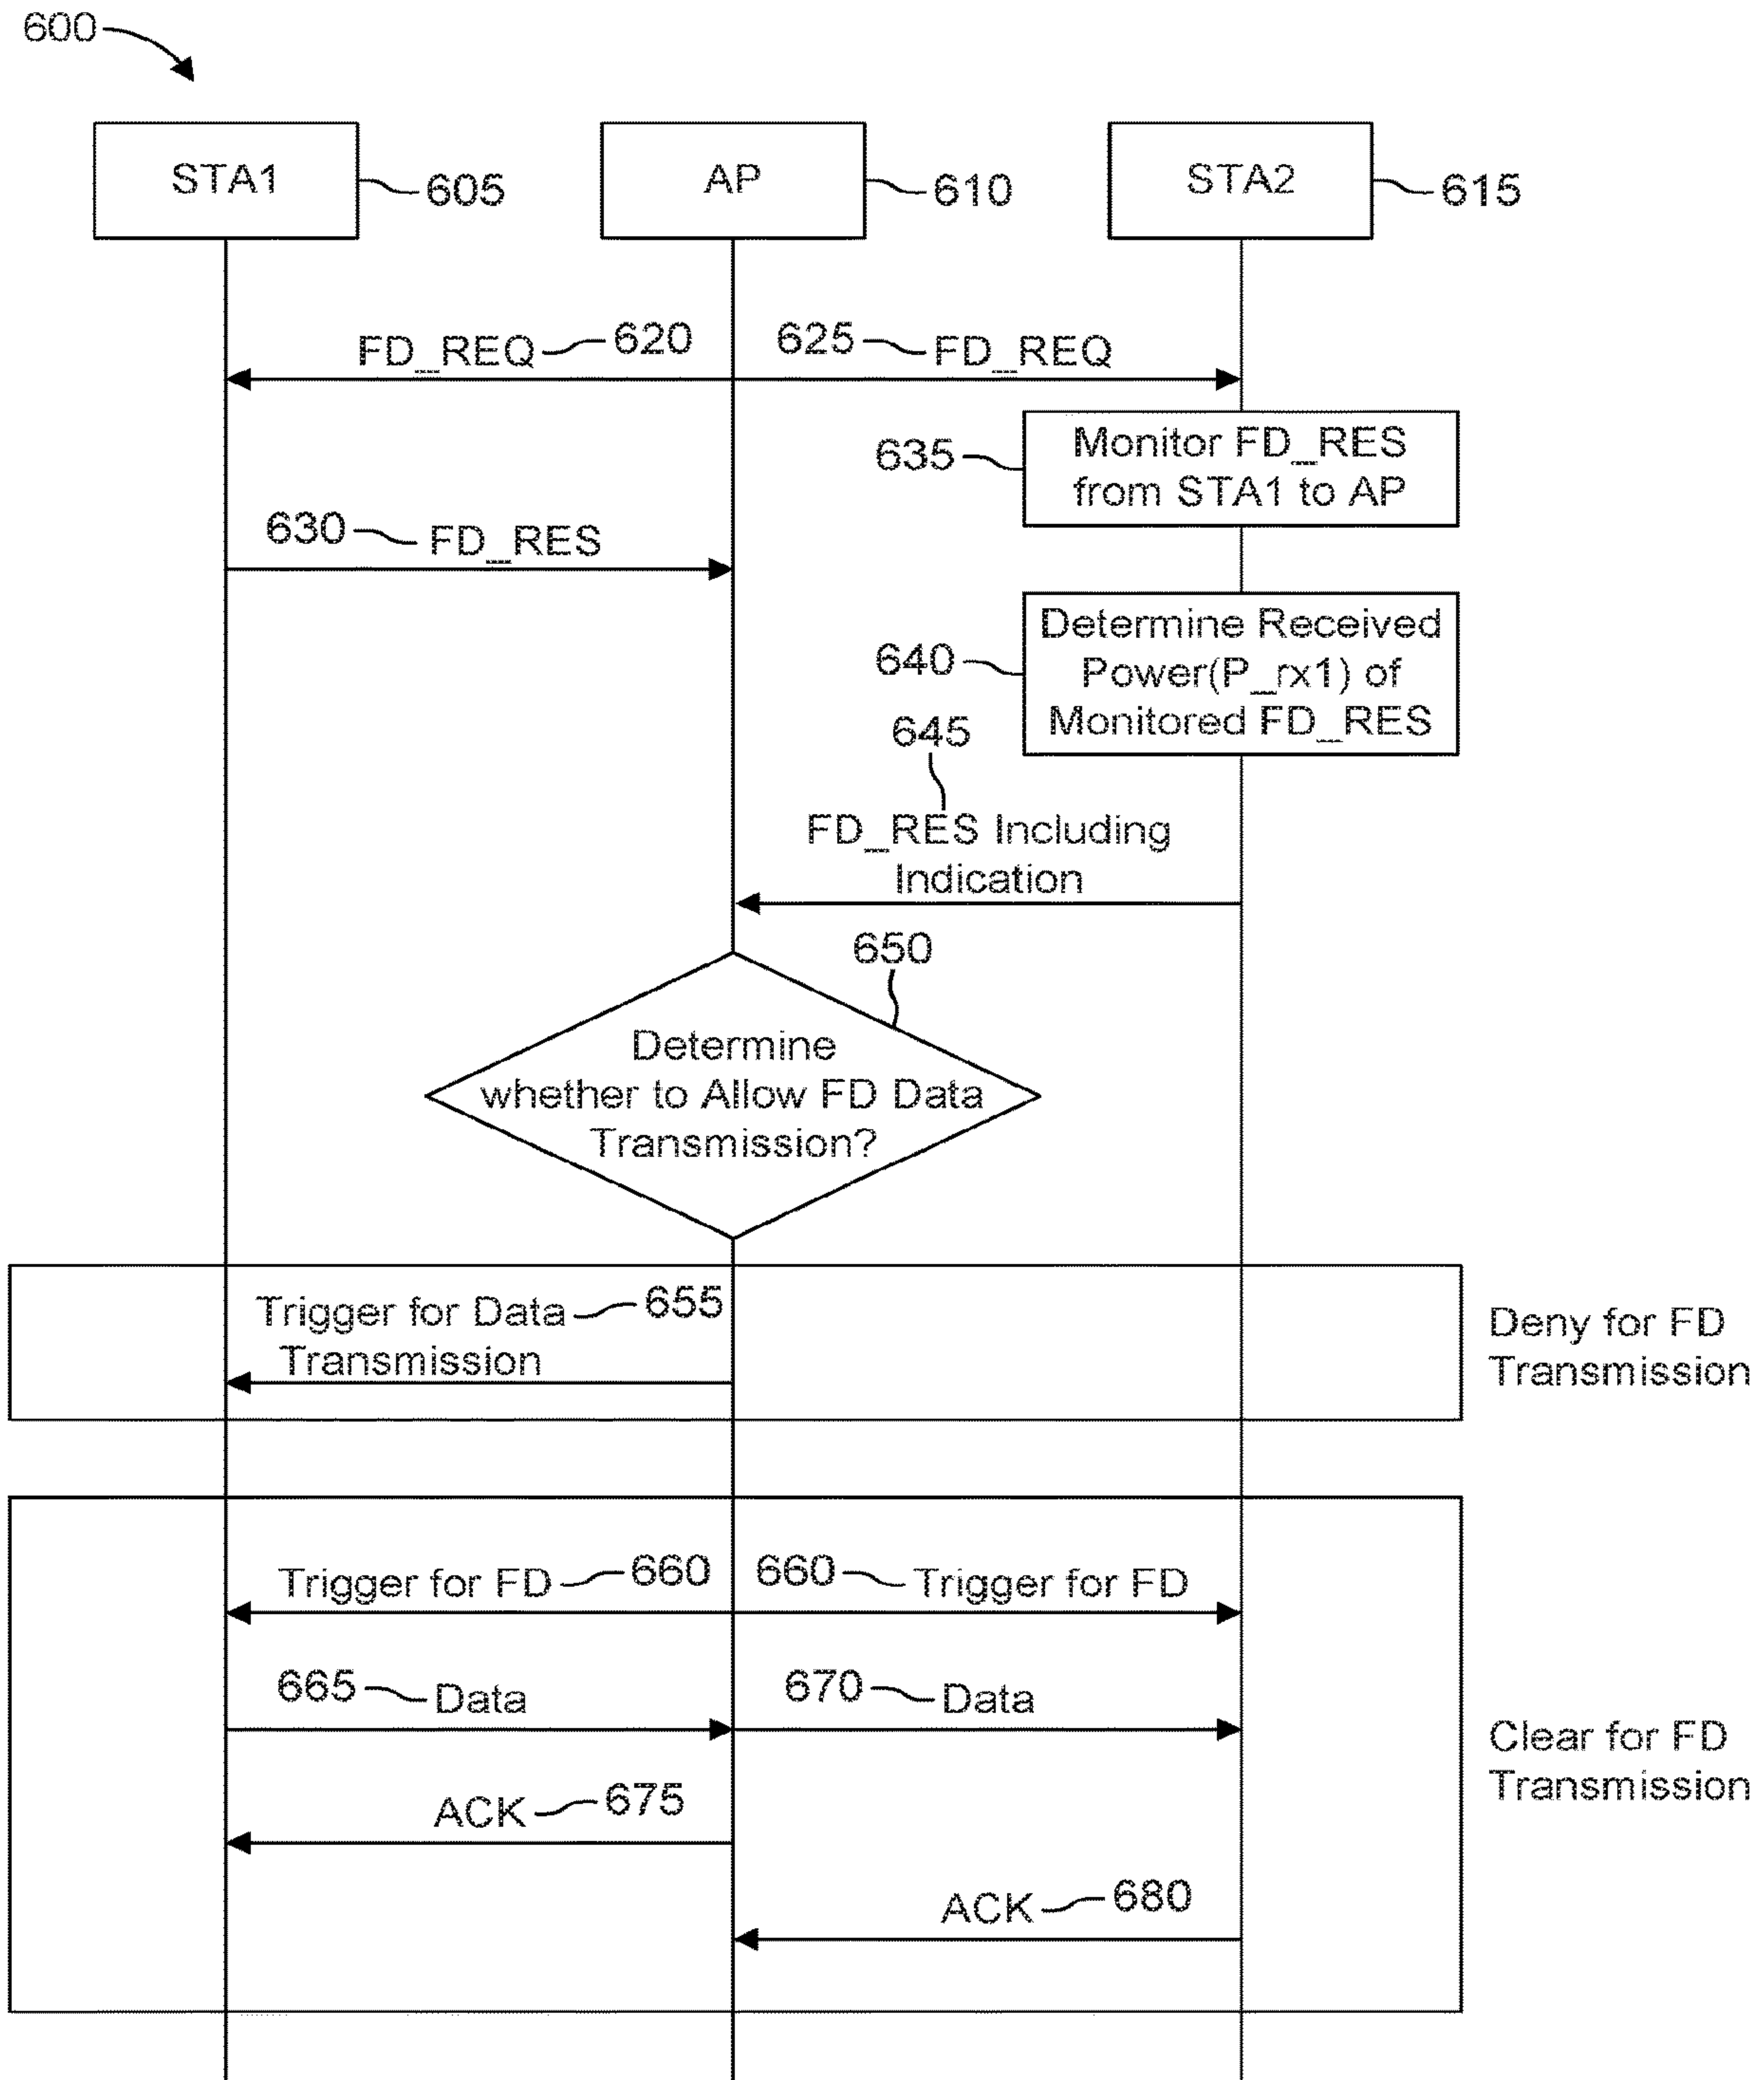 600
STA1
605
AP
610
STA2
615
FD_REQ
620
625
FD_REQ
635
Monitor FD_RES
from STA1 to AP
630
FD_RES
640
Determine Received
Power(P_rx1) of
Monitored FD_RES
645
FD_RES Including
Indication
650
Determine
whether to Allow FD Data
Transmission?
Trigger for Data
Transmission
655
Deny for FD
Transmission
Trigger for FD
660
660
Trigger for FD
665
Data
670
Data
Clear for FD
Transmission
ACK
675
ACK
680